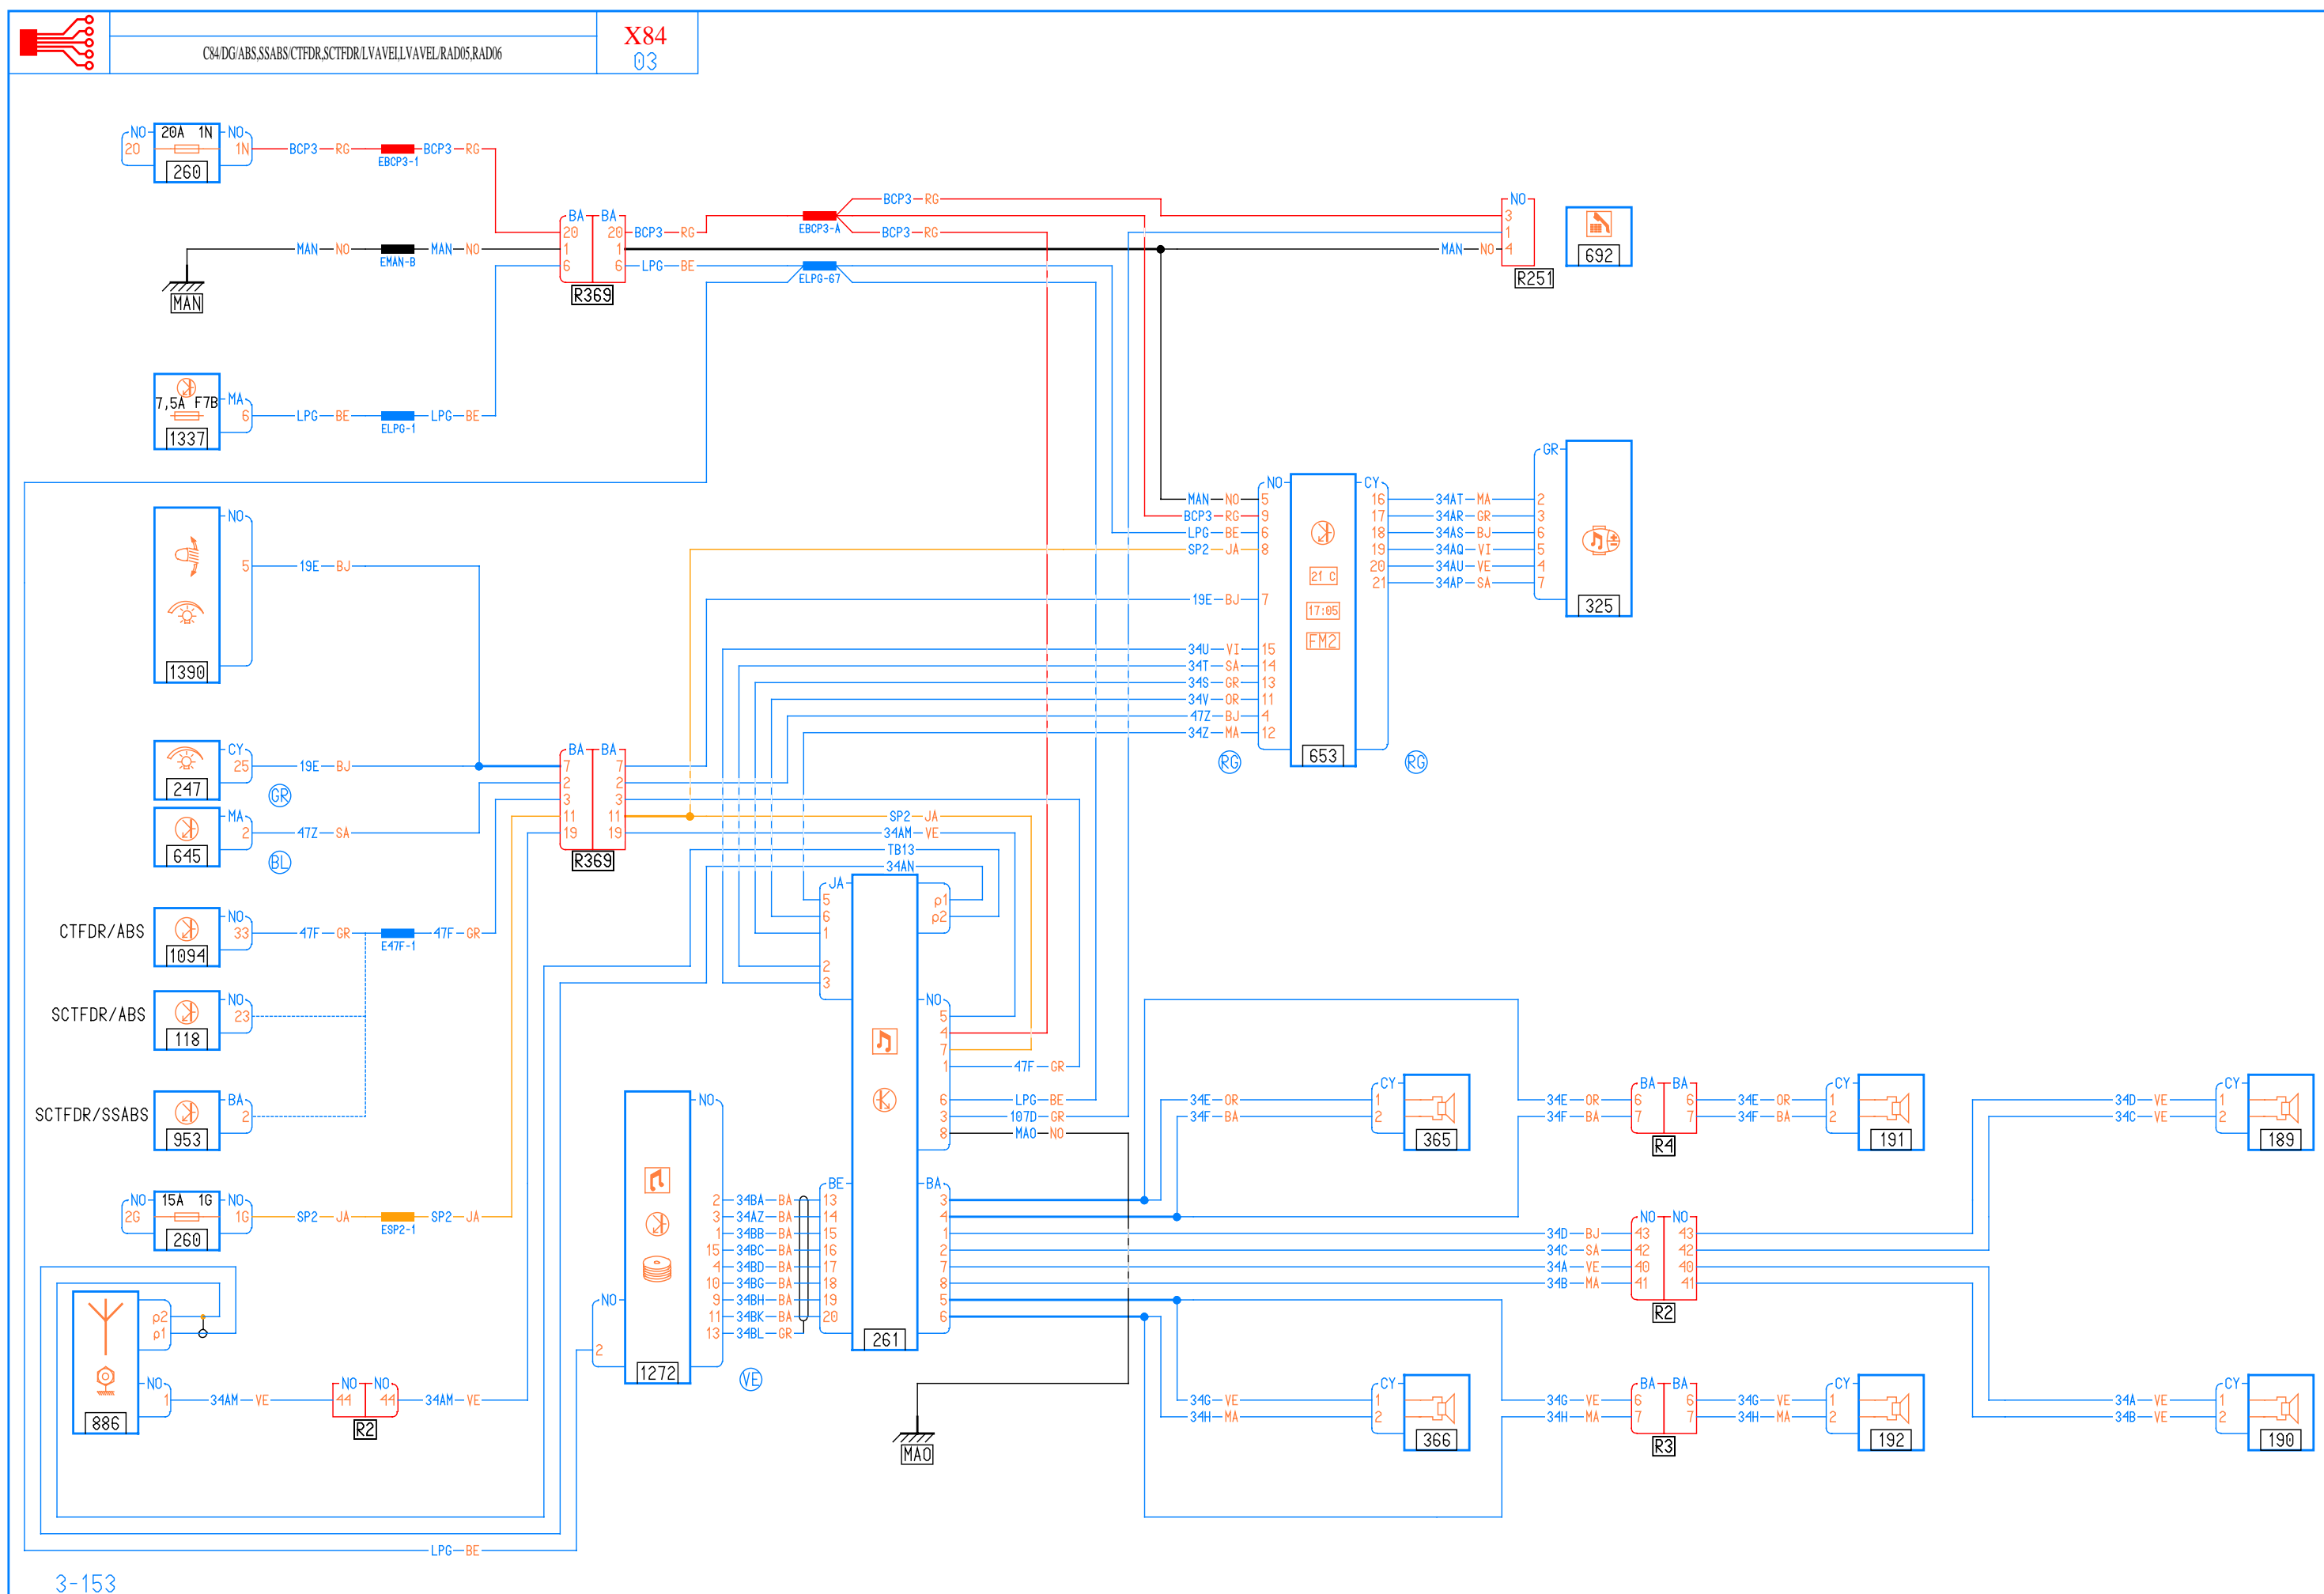 C84/DG/ABS,SSABS/CTFDR,SCTFDR/LVAVEI,LVAVEL/RAD05,RAD06
X84
03
NO 20A 1N NO
20 1N BCP3 RG EBCP3-1 BCP3 RG
260
MAN NO EMAN-B MAN NO
MAN
BA BA
20 20 BCP3 RG
1 1
6 6 LPG BE
R369
EBCP3-A
BCP3 RG
BCP3 RG
ELPG-67
NO
3
1
MAN NO 4
R251
692
7,5A F7B MA
6 LPG BE ELPG-1 LPG BE
1337
NO
5 19E BJ
1390
CY
25 19E BJ
247
GR
MA
2 47Z SA
645
BL
BA BA
7 7
2 2
3 3
11 11
19 19
R369
NO CY
MAN NO 5
BCP3 RG 9
LPG BE 6
SP2 JA 8
19E BJ 7
34U VI 15
34T SA 14
34S GR 13
34V OR 11
47Z BJ 4
34Z MA 12
RG
21 C
17:05
FM2
653
RG
GR
16 34AT MA 2
17 34AR GR 3
18 34AS BJ 6
19 34AQ VI 5
20 34AU VE 4
21 34AP SA 7
325
SP2 JA
34AM VE
TB13
34AN
CTFDR/ABS
NO
33 47F GR E47F-1 47F GR
1094
SCTFDR/ABS
NO
23
118
SCTFDR/SSABS
BA
2
953
NO 15A 1G NO
2G 1G SP2 JA ESP2-1 SP2 JA
260
JA
5
6
1
2
3
p1
p2
NO
5
4
7
1 47F GR
6 LPG BE
3 107D GR
8 MAO NO
NO
2 34BA BA 13
3 34AZ BA 14
1 34BB BA 15
15 34BC BA 16
4 34BD BA 17
10 34BG BA 18
9 34BH BA 19
11 34BK BA 20
13 34BL GR
NO
2
1272
VE
BE
BA
3
4
1
2
7
8
5
6
261
MAO
p2
p1
NO
1 34AM VE
886
NO NO
44 44 34AM VE
R2
LPG BE
CY
34E OR 1
34F BA 2
365
BA BA
34E OR 6 6 34E OR
34F BA 7 7 34F BA
R4
CY
1
2
191
CY
34D VE 1
34C VE 2
189
NO NO
34D BJ 43 43
34C SA 42 42
34A VE 40 40
34B MA 41 41
R2
CY
34G VE 1
34H MA 2
366
BA BA
34G VE 6 6 34G VE
34H MA 7 7 34H MA
R3
CY
1
2
192
CY
34A VE 1
34B VE 2
190
3-153